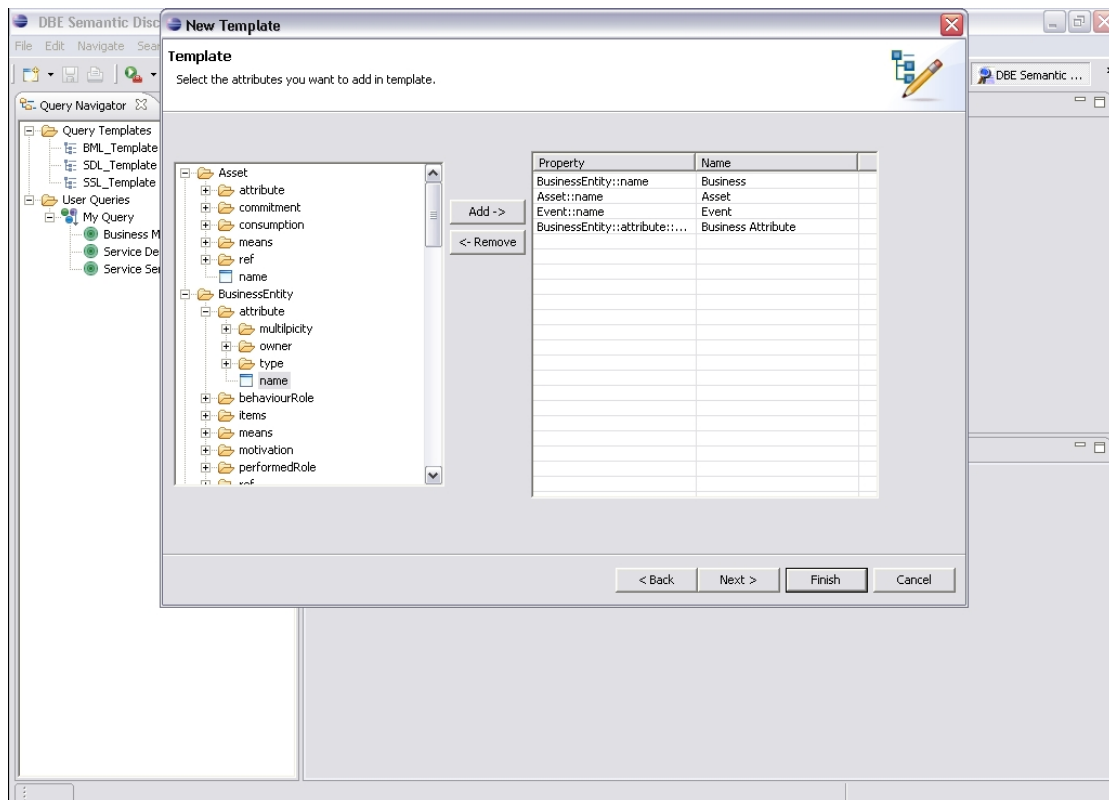 DBE Semantic Disc
New Template
File Edit Navigate Sear
Template
Select the attributes you want to add in template.
DBE Semantic ...
Query Navigator
Query Templates
BML_Template
SDL_Template
SSL_Template
User Queries
My Query
Business M
Service De
Service Se
Asset
attribute
commitment
consumption
means
ref
name
BusinessEntity
attribute
multilpicity
owner
type
name
behaviourRole
items
means
motivation
performedRole
ref
Add ->
<- Remove
Property Name
BusinessEntity::name Business
Asset::name Asset
Event::name Event
BusinessEntity::attribute::... Business Attribute
< Back Next > Finish Cancel